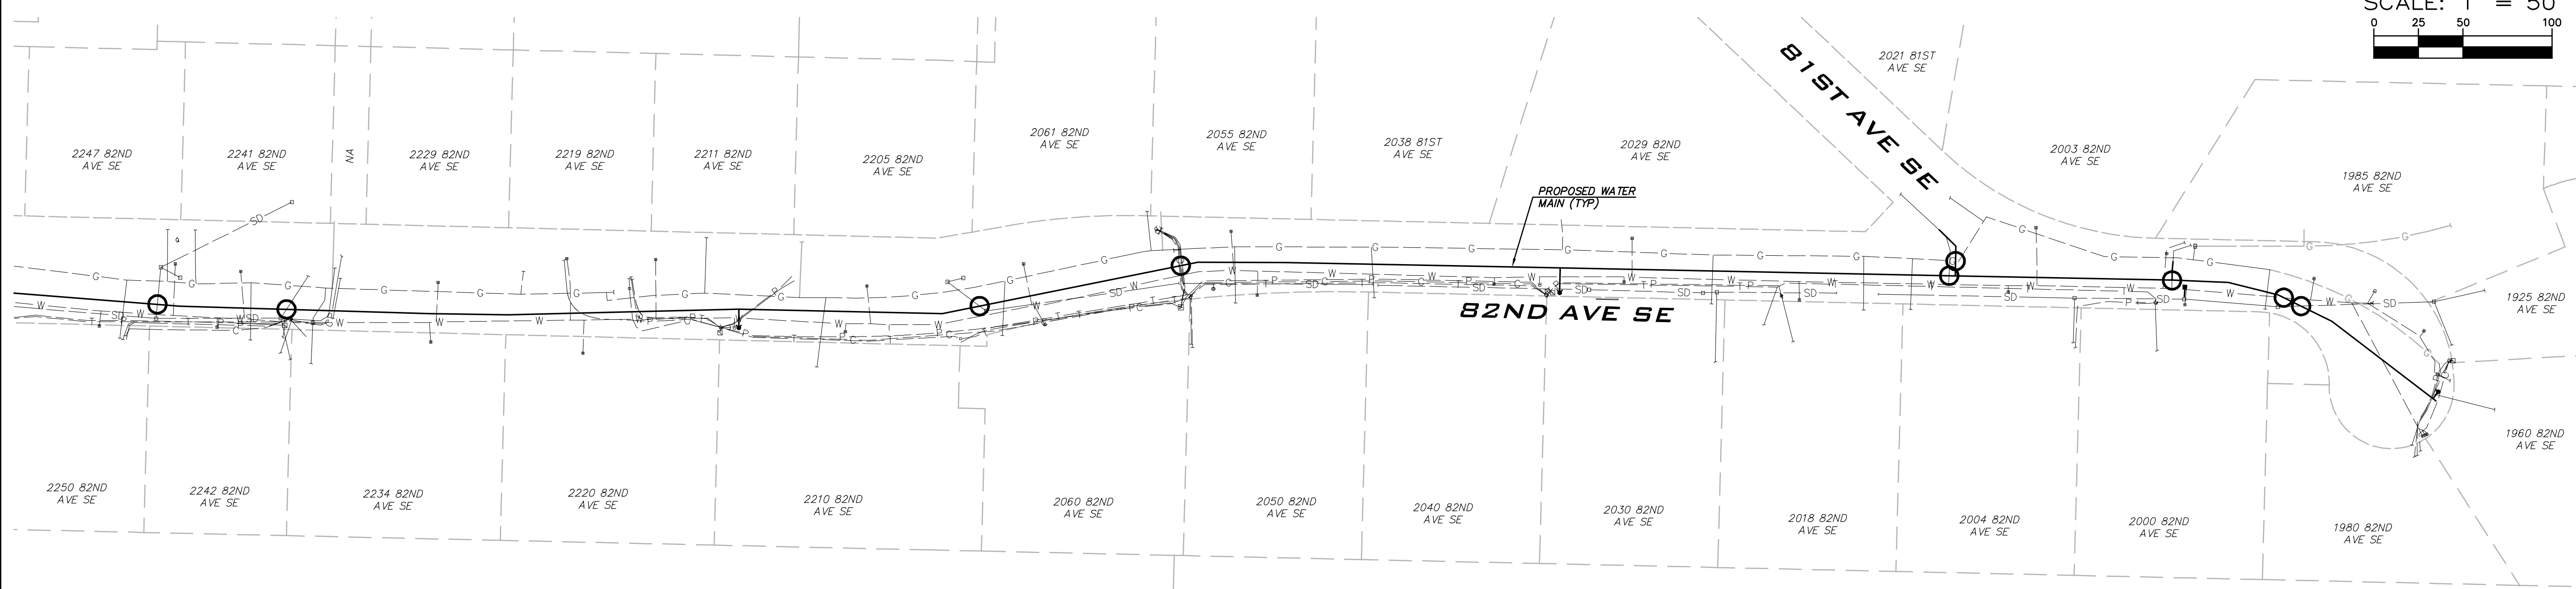 SCALE: 1" = 50'
0 25 50 100
81ST AVE SE
2021 81ST
AVE SE
2247 82ND
AVE SE
2241 82ND
AVE SE
NA
2229 82ND
AVE SE
2219 82ND
AVE SE
2211 82ND
AVE SE
2205 82ND
AVE SE
2061 82ND
AVE SE
2055 82ND
AVE SE
2038 81ST
AVE SE
2029 82ND
AVE SE
2003 82ND
AVE SE
1985 82ND
AVE SE
PROPOSED WATER
MAIN (TYP)
82ND AVE SE
1925 82ND
AVE SE
1960 82ND
AVE SE
2250 82ND
AVE SE
2242 82ND
AVE SE
2234 82ND
AVE SE
2220 82ND
AVE SE
2210 82ND
AVE SE
2060 82ND
AVE SE
2050 82ND
AVE SE
2040 82ND
AVE SE
2030 82ND
AVE SE
2018 82ND
AVE SE
2004 82ND
AVE SE
2000 82ND
AVE SE
1980 82ND
AVE SE